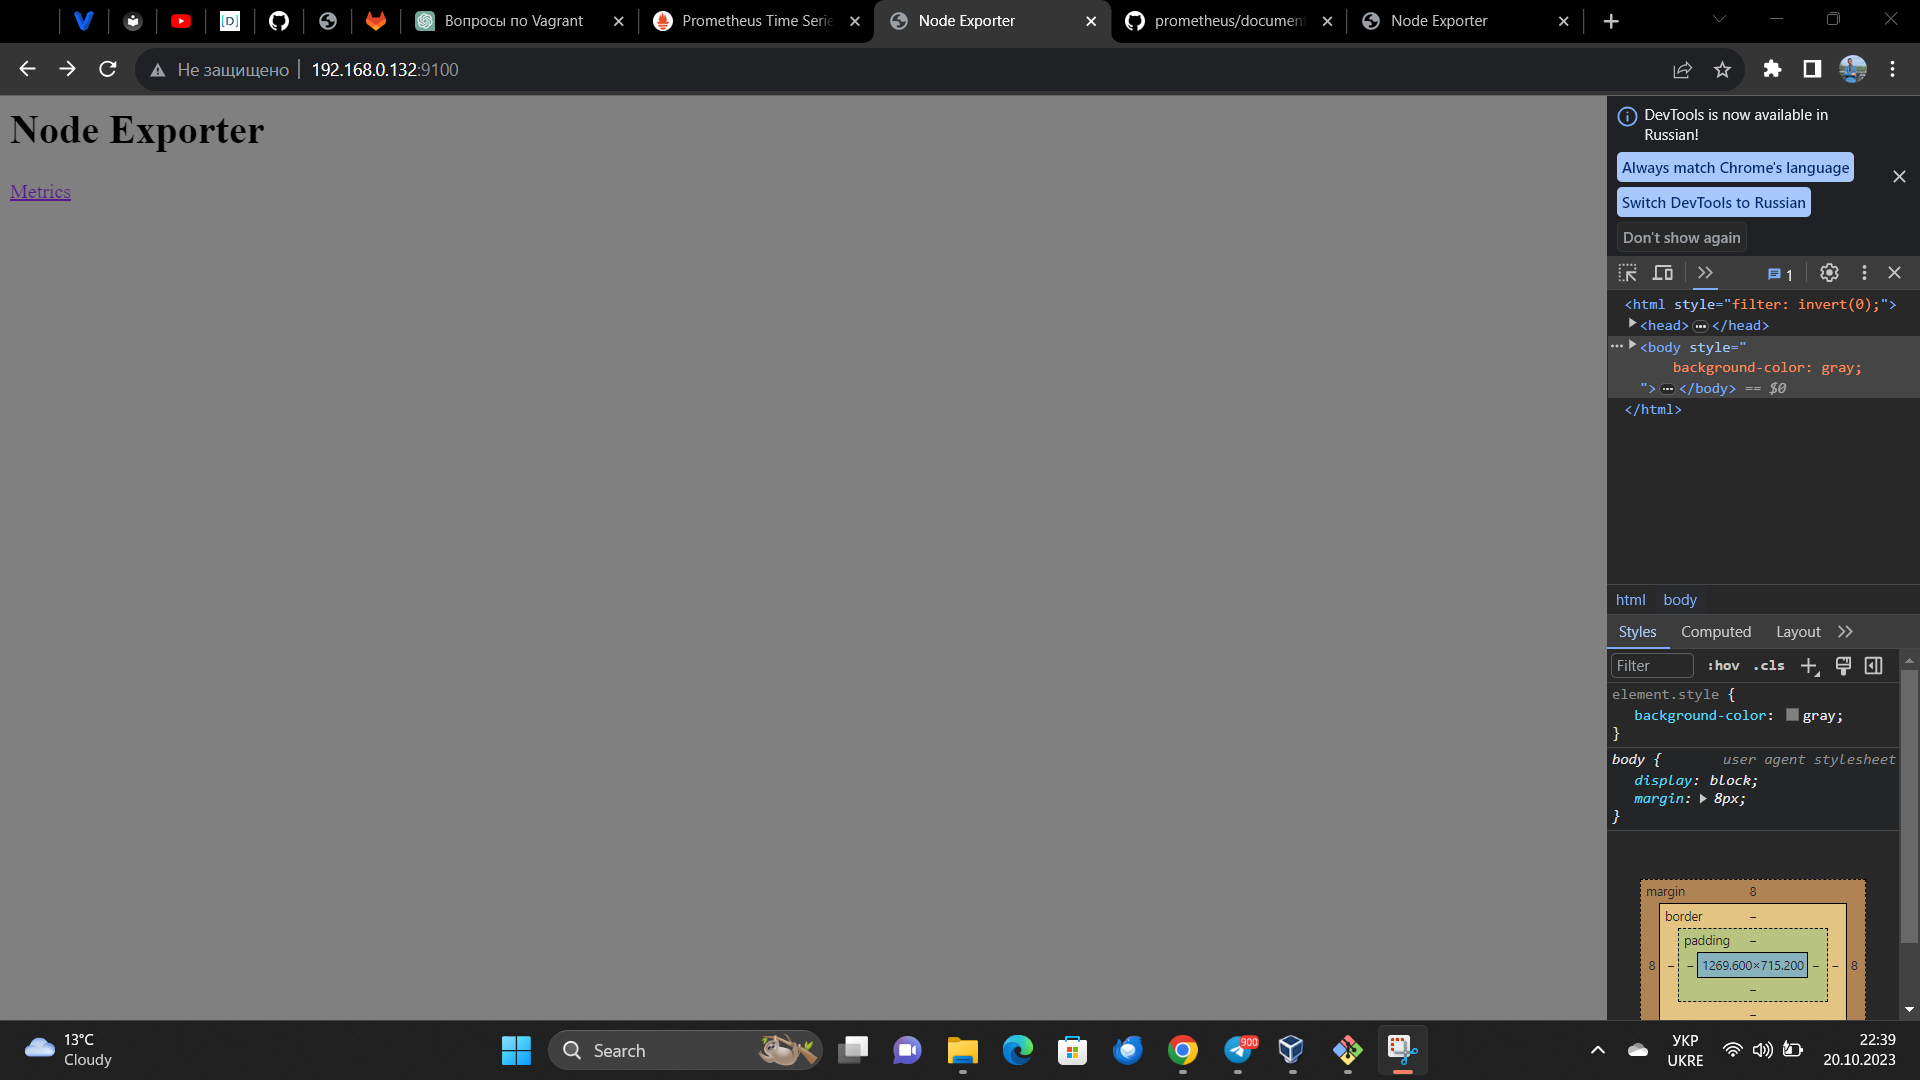 Вопросы по Vagrant
Prometheus Time Serie
Node Exporter
prometheus/document
Node Exporter
Не защищено
192.168.0.132:9100
Node Exporter
Metrics
DevTools is now available in
Russian!
Always match Chrome's language
Switch DevTools to Russian
Don't show again
1
<html style="filter: invert(0);">
<head>…</head>
<body style="
background-color: gray;
">…</body> == $0
</html>
html body
Styles Computed Layout
Filter :hov .cls
element.style {
background-color: gray;
}
body { user agent stylesheet
display: block;
margin: 8px;
}
margin 8
border –
padding –
8 – – 1269.600×715.200 – – 8
–
–
13°C
Cloudy
Search
900
УКР
UKRE
22:39
20.10.2023